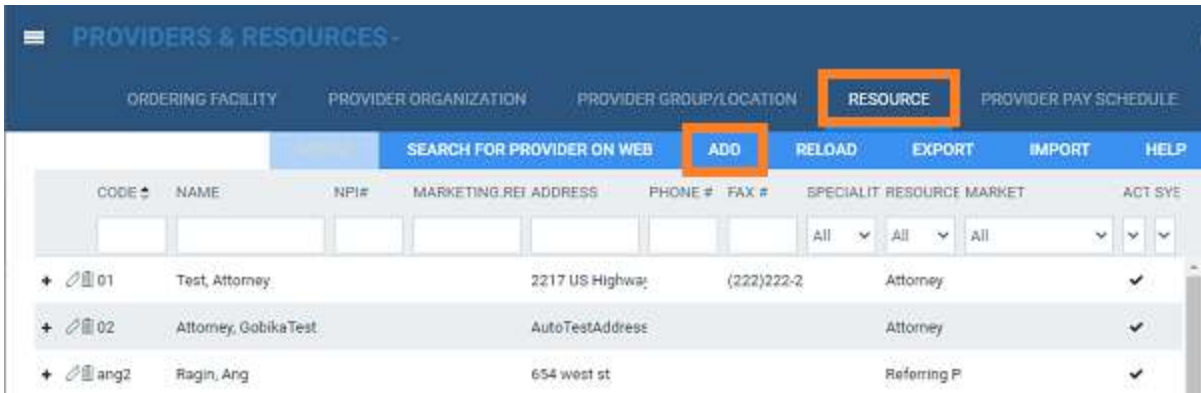 PROVIDERS & RESOURCES -
ORDERING FACILITY PROVIDER ORGANIZATION PROVIDER GROUP/LOCATION RESOURCE PROVIDER PAY SCHEDULE
SEARCH FOR PROVIDER ON WEB ADD RELOAD EXPORT IMPORT HELP
CODE NAME NPI# MARKETING REI ADDRESS PHONE # FAX # SPECIALIT RESOURCE MARKET ACT SYE
All All All
01 Test, Attorney 2217 US Highway (222)222-2 Attorney
02 Attorney, GobikaTest AutoTestAddress Attorney
ang2 Ragin, Ang 654 west st Referring P